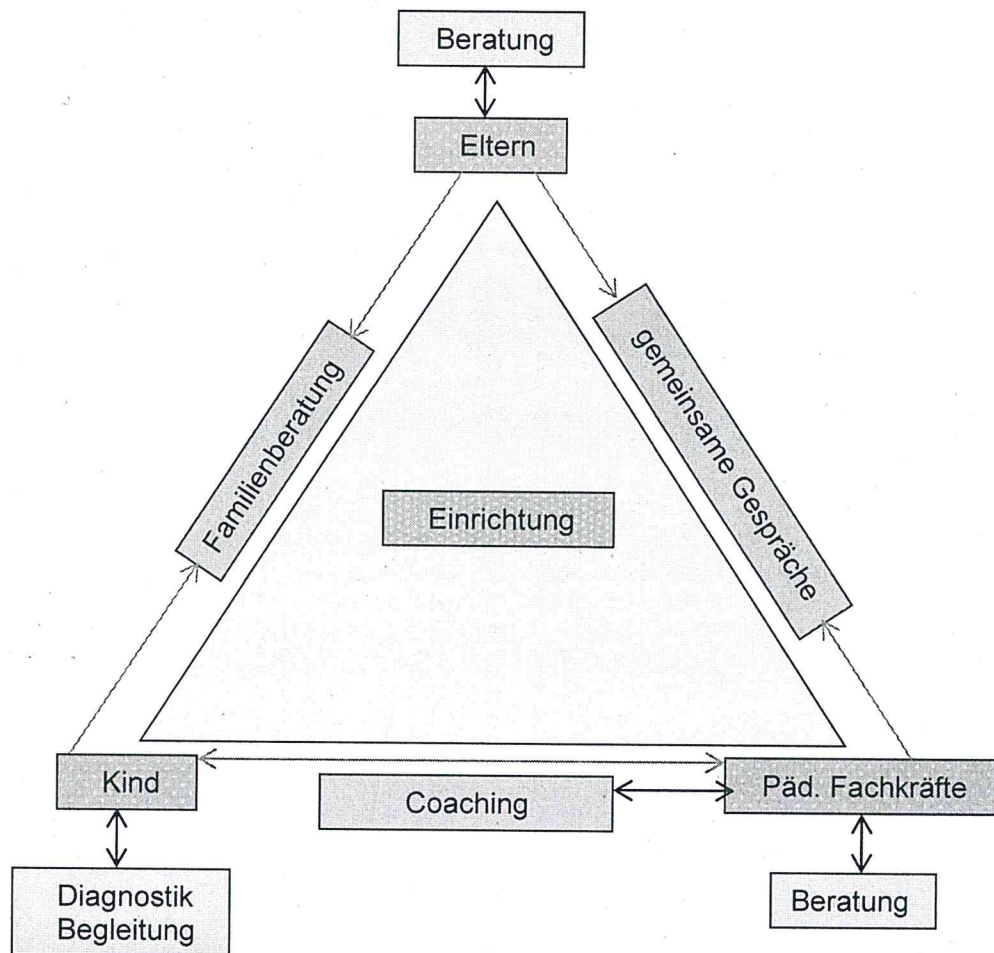 Beratung
Eltern
Familienberatung
gemeinsame Gespräche
Einrichtung
Kind
Coaching
Päd. Fachkräfte
Diagnostik
Begleitung
Beratung